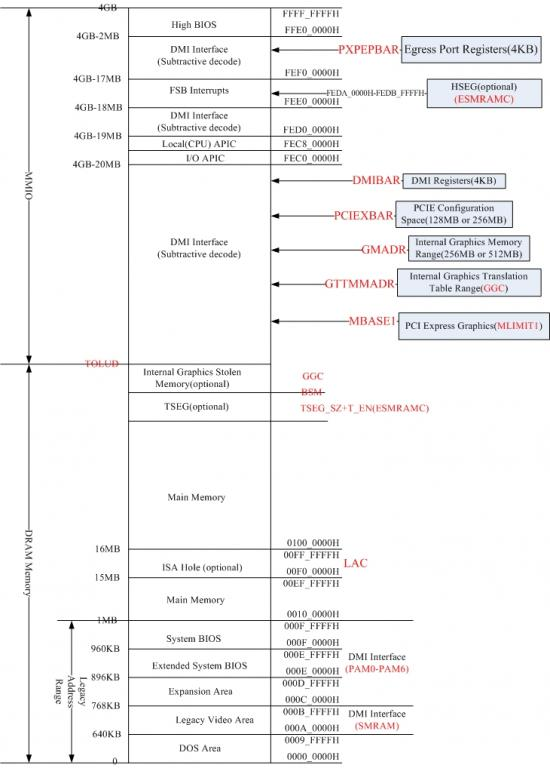 4GB
FFFF_FFFFH
High BIOS
4GB-2MB
FFE0_0000H
DMI Interface
(Subtractive decode)
PXPEPBAR
Egress Port Registers(4KB)
4GB-17MB
FEF0_0000H
FSB Interrupts
FEDA_0000H-FEDB_FFFFH
HSEG(optional)
(ESMRAMC)
4GB-18MB
FEE0_0000H
DMI Interface
(Subtractive decode)
4GB-19MB
FED0_0000H
Local(CPU) APIC
FEC8_0000H
4GB-20MB
I/O APIC
FEC0_0000H
MMIO
DMIBAR
DMI Registers(4KB)
PCIEXBAR
PCIE Configuration
Space(128MB or 256MB)
DMI Interface
(Subtractive decode)
GMADR
Internal Graphics Memory
Range(256MB or 512MB)
GTTMMADR
Internal Graphics Translation
Table Range(GGC)
MBASE1
PCI Express Graphics(MLIMIT1)
TOLUD
Internal Graphics Stolen
Memory(optional)
GGC
BSM
TSEG(optional)
TSEG_SZ+T_EN(ESMRAMC)
Main Memory
DRAM Memory
16MB
0100_0000H
00FF_FFFFH
ISA Hole (optional)
LAC
00F0_0000H
15MB
00EF_FFFFH
Main Memory
0010_0000H
1MB
000F_FFFFH
System BIOS
000F_0000H
960KB
000E_FFFFH
DMI Interface
(PAM0-PAM6)
Extended System BIOS
000E_0000H
896KB
000D_FFFFH
Expansion Area
000C_0000H
768KB
000B_FFFFH
DMI Interface
(SMRAM)
Legacy Video Area
000A_0000H
640KB
0009_FFFFH
DOS Area
0000_0000H
0
Legacy
Address
Range